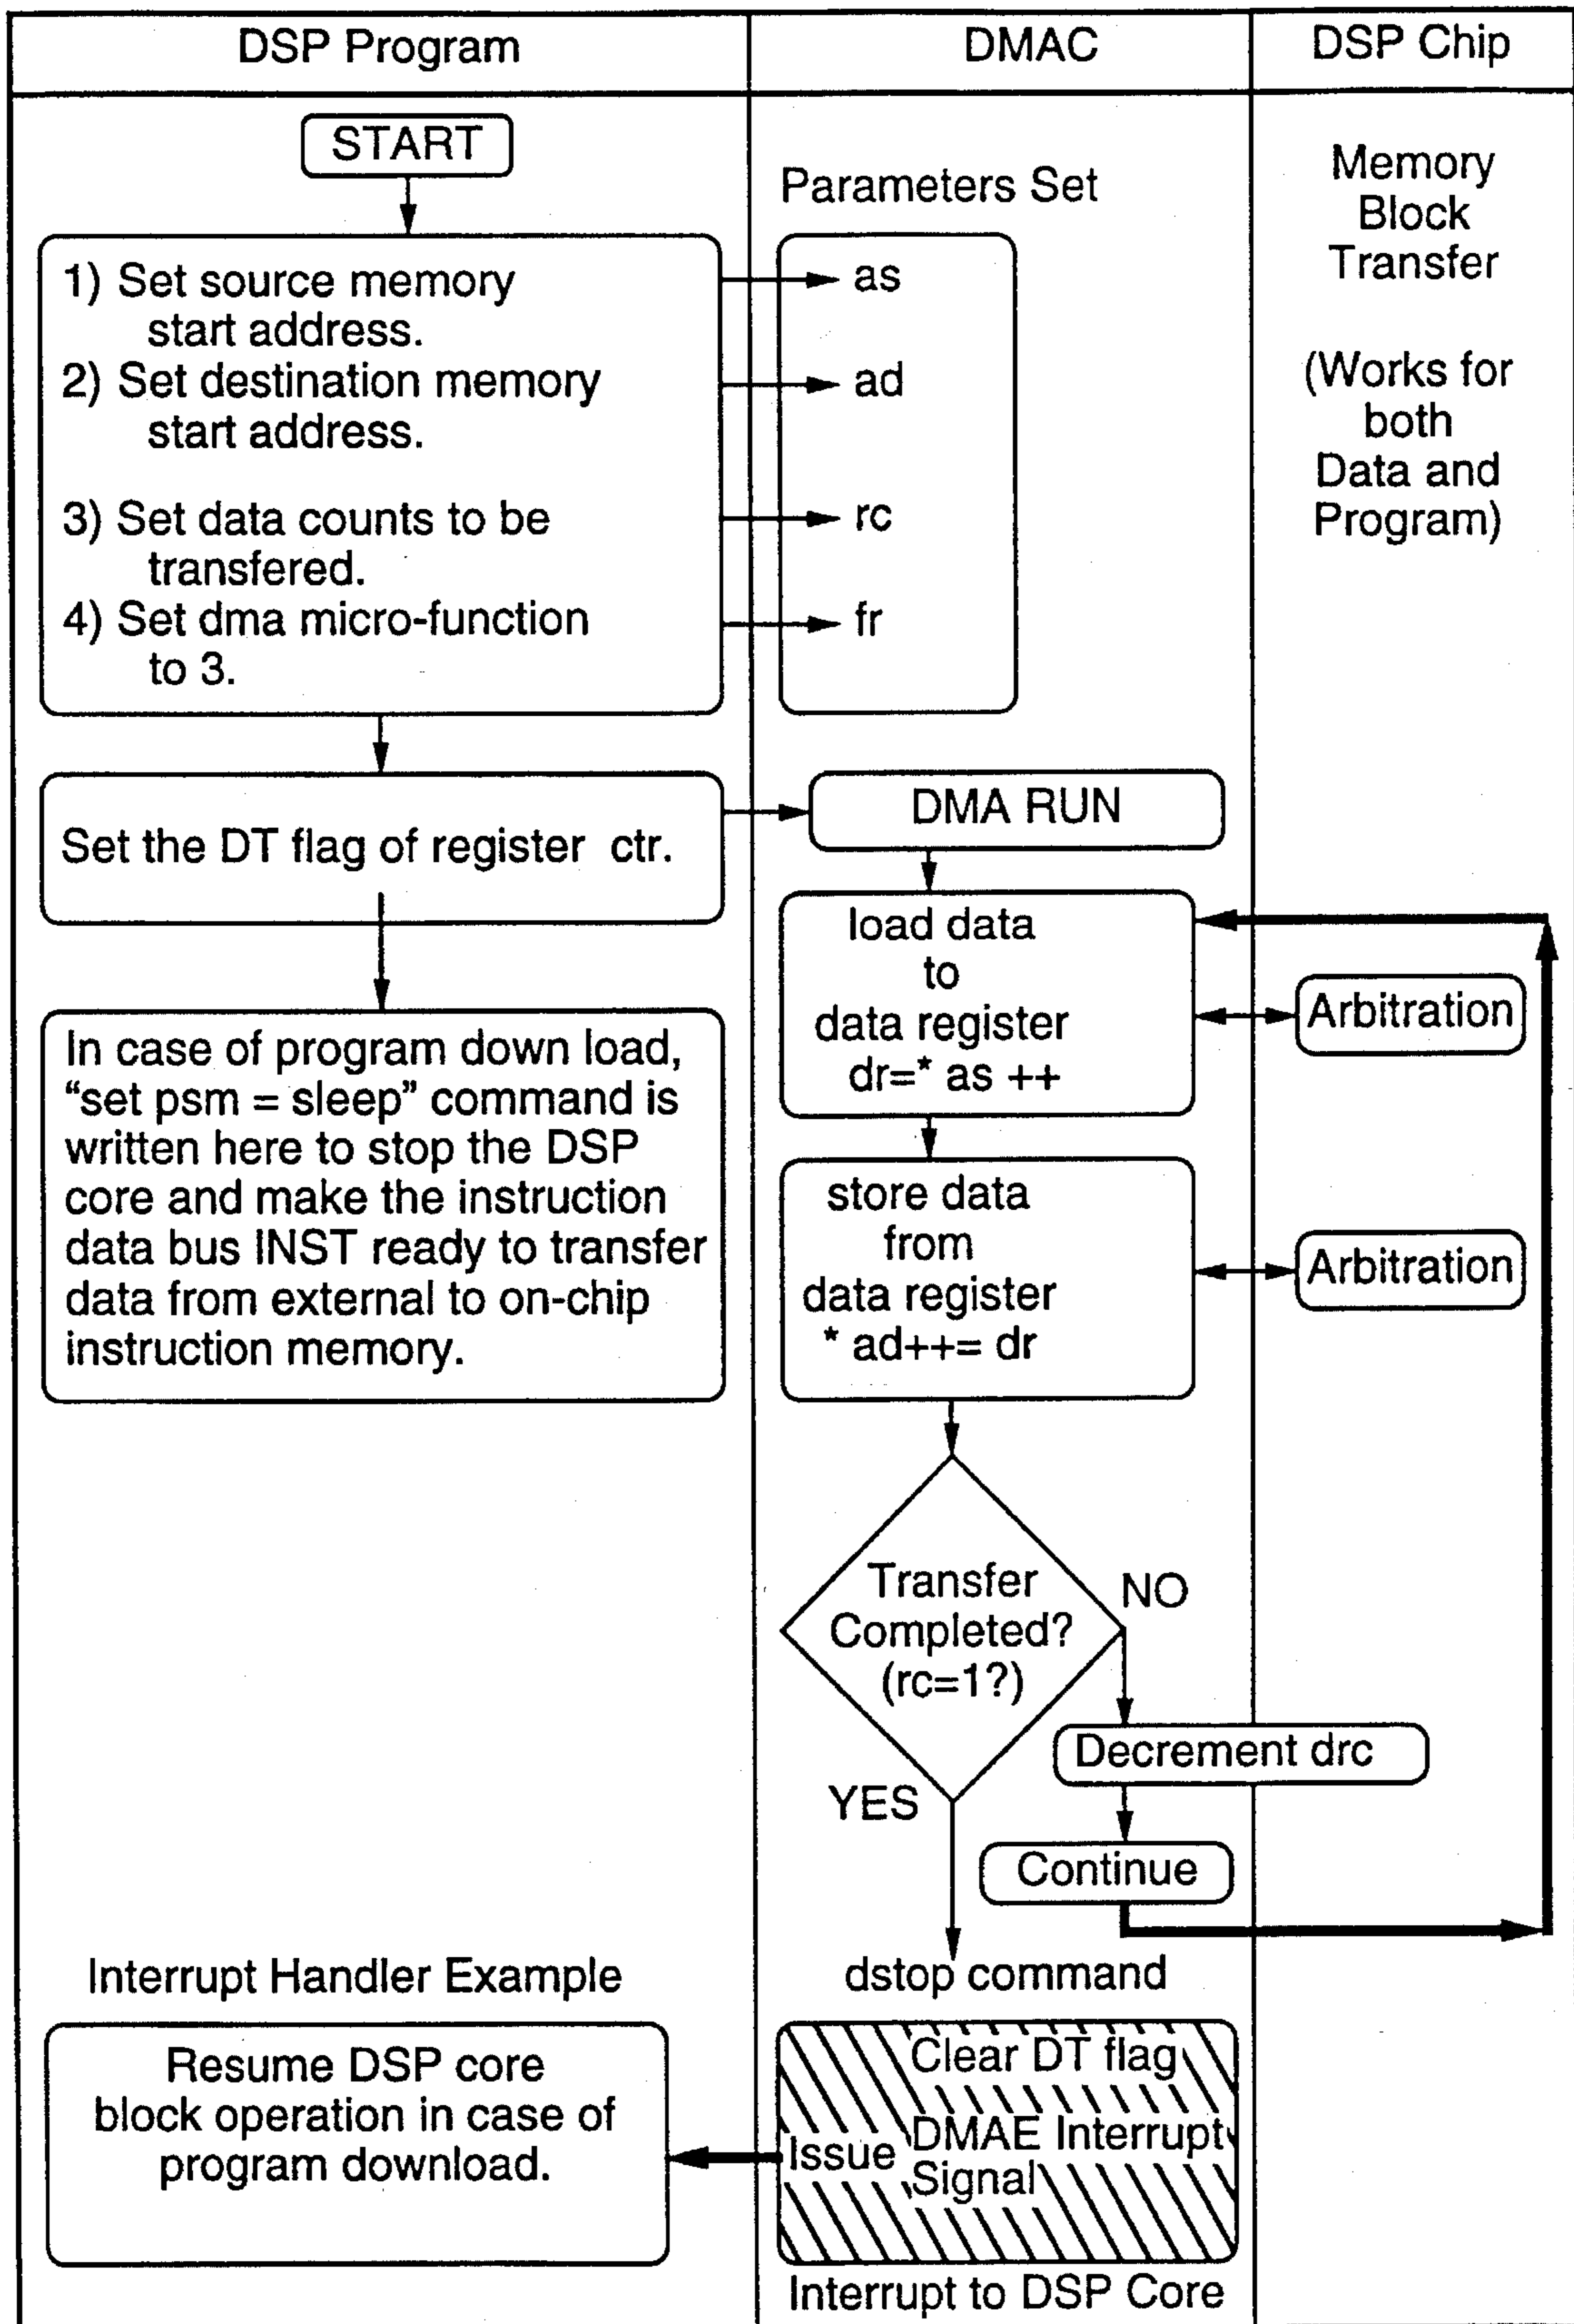 DSP Program
DMAC
DSP Chip
START
1) Set source memory
start address.
2) Set destination memory
start address.
3) Set data counts to be
transfered.
4) Set dma micro-function
to 3.
Parameters Set
as
ad
rc
fr
Memory
Block
Transfer
(Works for
both
Data and
Program)
Set the DT flag of register ctr.
DMA RUN
In case of program down load,
“set psm = sleep” command is
written here to stop the DSP
core and make the instruction
data bus INST ready to transfer
data from external to on-chip
instruction memory.
load data
to
data register
dr=* as ++
Arbitration
store data
from
data register
* ad++= dr
Arbitration
Transfer
Completed?
(rc=1?)
NO
YES
Decrement drc
Continue
dstop command
Interrupt Handler Example
Resume DSP core
block operation in case of
program download.
Clear DT flag
Issue DMAE Interrupt
Signal
Interrupt to DSP Core